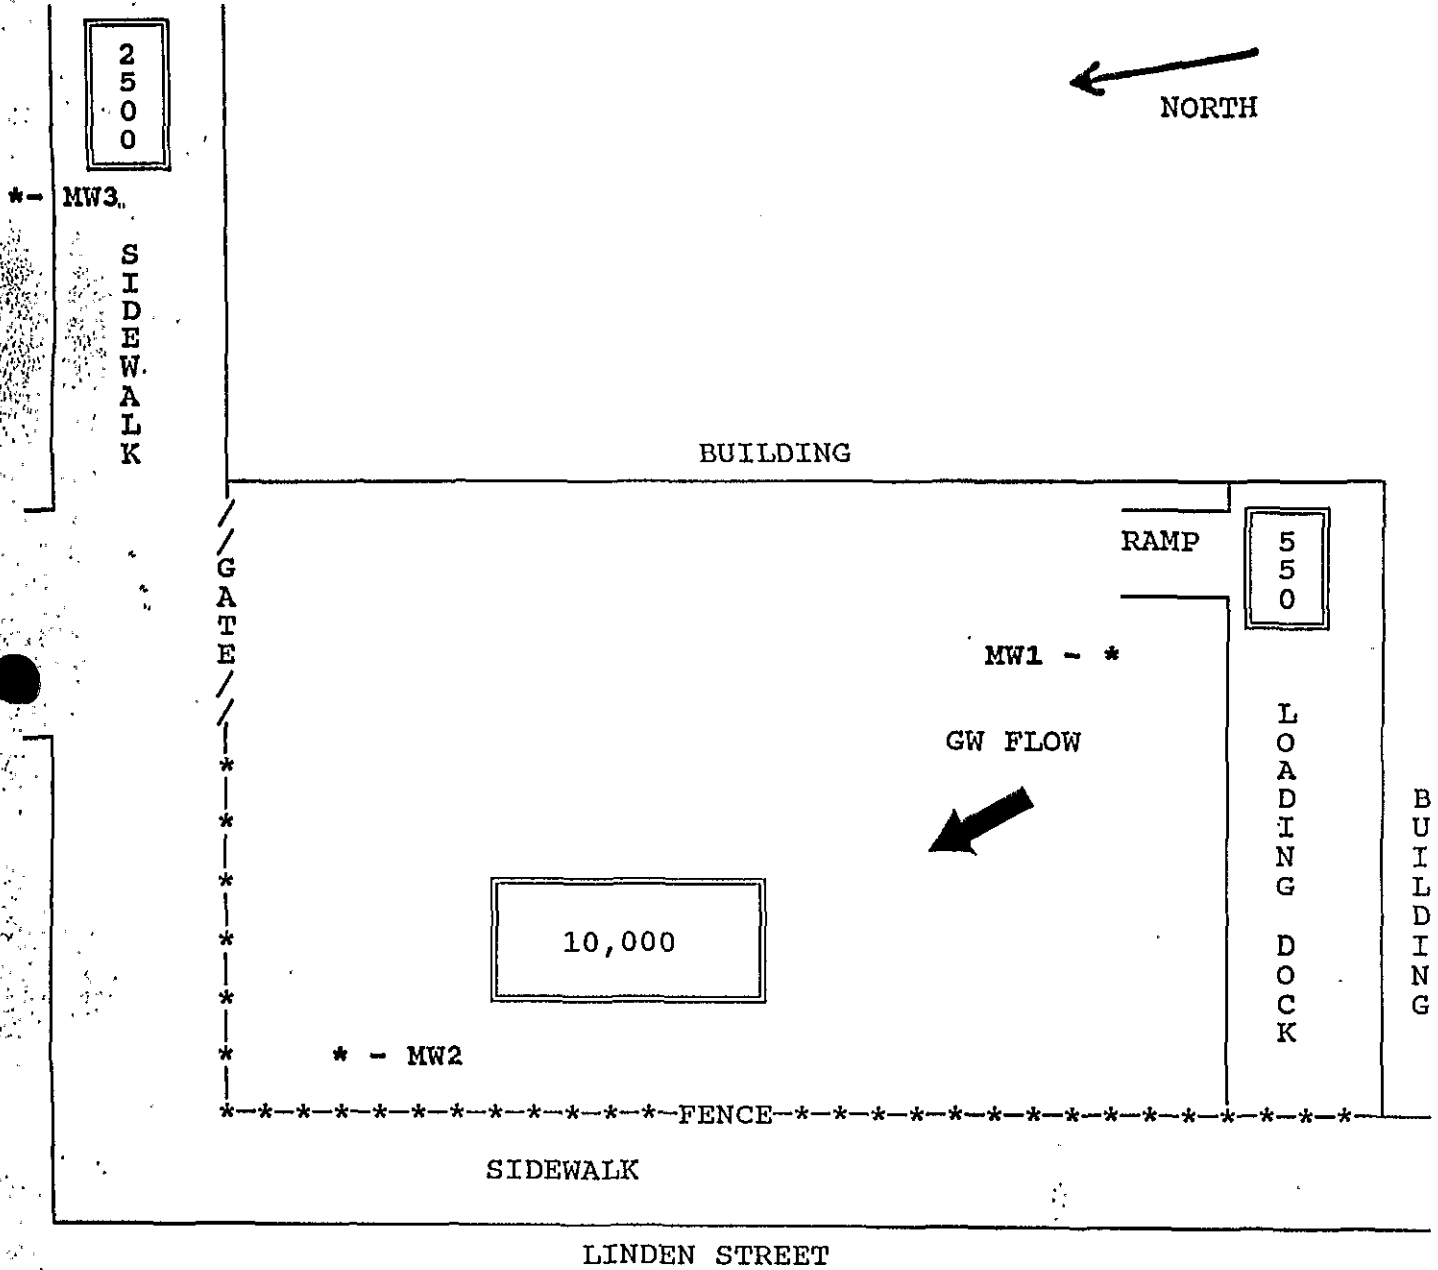 2500
NORTH
*- MW3
SIDEWALK
BUILDING
//GATE//
RAMP
550
MW1 - *
GW FLOW
LOADING DOCK
BUILDING
10,000
* - MW2
*-*-*-*-*-*-*-*-*-*-*-*-FENCE-*-*-*-*-*-*-*-*-*-*-*-*-*-*-*-
SIDEWALK
LINDEN STREET